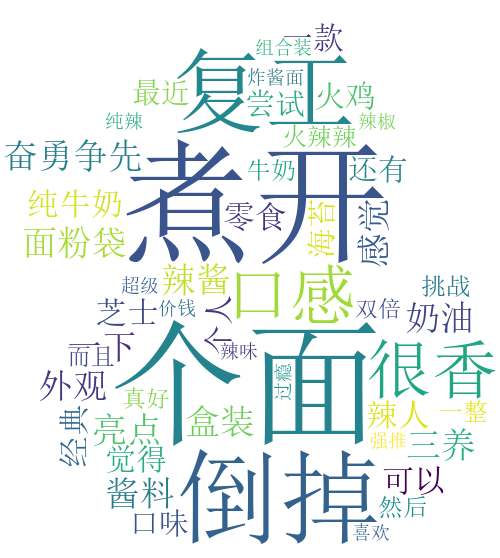 组合装
一款
复工
炸酱面
最近
尝试
火鸡
纯辣
火辣辣
辣椒
奋勇争先
煮开
牛奶
还有
纯牛奶
零食
海苔
感觉
面粉袋
辣酱
口感
超级
价钱
个人
双倍
挑战
芝士
个面
奶油
一下
而且
辣味
很香
外观
过瘾
真好
盒装
辣人
一整
经典
亮点
强推
三养
觉得
倒掉
可以
酱料
然后
口味
喜欢